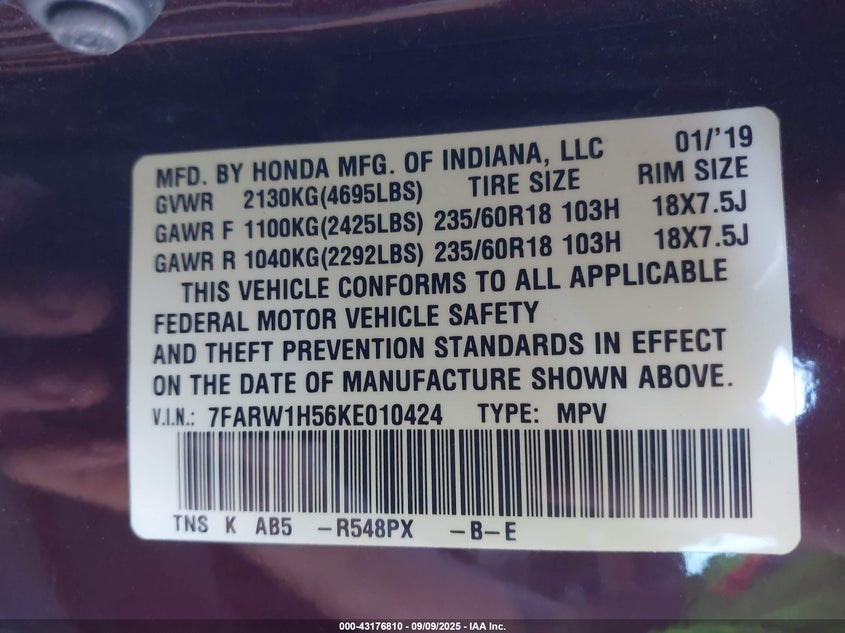 MFD. BY HONDA MFG. OF INDIANA, LLC 01/'19
GVWR 2130KG(4695LBS) TIRE SIZE RIM SIZE
GAWR F 1100KG(2425LBS) 235/60R18 103H 18X7.5J
GAWR R 1040KG(2292LBS) 235/60R18 103H 18X7.5J
THIS VEHICLE CONFORMS TO ALL APPLICABLE
FEDERAL MOTOR VEHICLE SAFETY
AND THEFT PREVENTION STANDARDS IN EFFECT
ON THE DATE OF MANUFACTURE SHOWN ABOVE.
V.I.N.: 7FARW1H56KE010424 TYPE: MPV
TNS K AB5 -R548PX -B-E
000-43176810 - 09/09/2025 - IAA Inc.